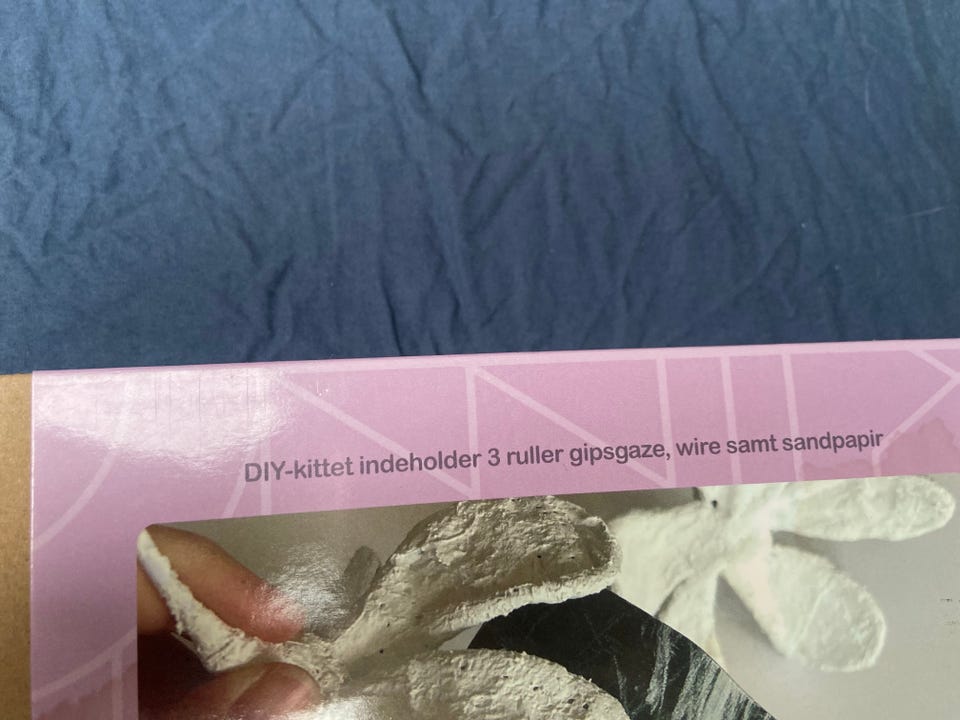 DIY-kittet indeholder 3 ruller gipsgaze, wire samt sandpapir